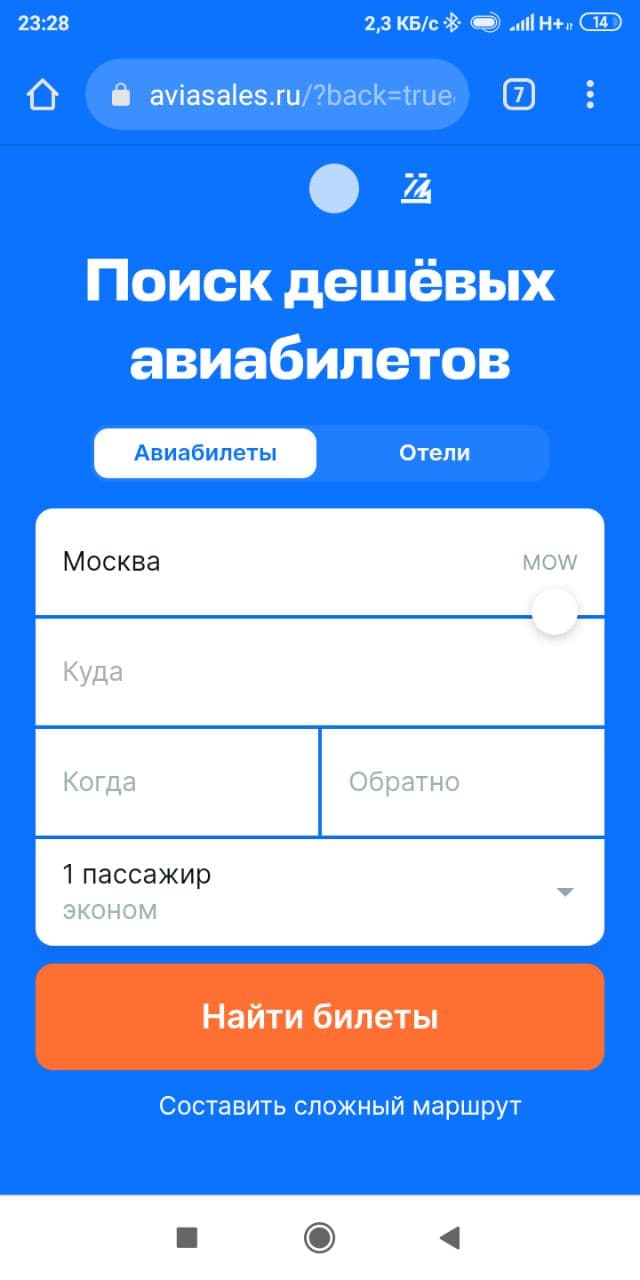 23:28
2,3 КБ/с H+ 14
aviasales.ru/?back=true
7
Поиск дешёвых
авиабилетов
Авиабилеты Отели
Москва MOW
Куда
Когда Обратно
1 пассажир
эконом
Найти билеты
Составить сложный маршрут